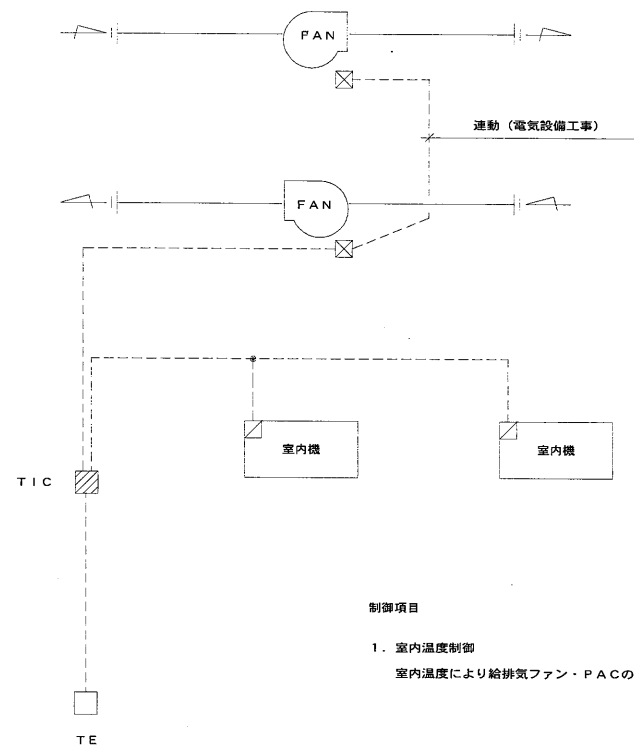 FAN
連動（電気設備工事）
FAN
室内機
室内機
TIC
制御項目
1．室内温度制御
室内温度により給排気ファン・PACの
TE